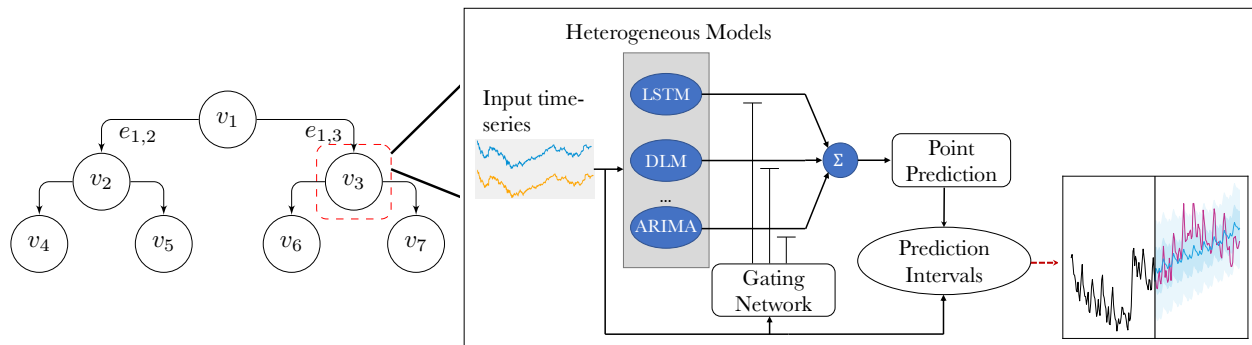 v₁
e₁,₂
e₁,₃
v₂
v₃
v₄
v₅
v₆
v₇
Heterogeneous Models
Input time-
series
LSTM
DLM
...
ARIMA
Σ
Point
Prediction
Gating
Network
Prediction
Intervals